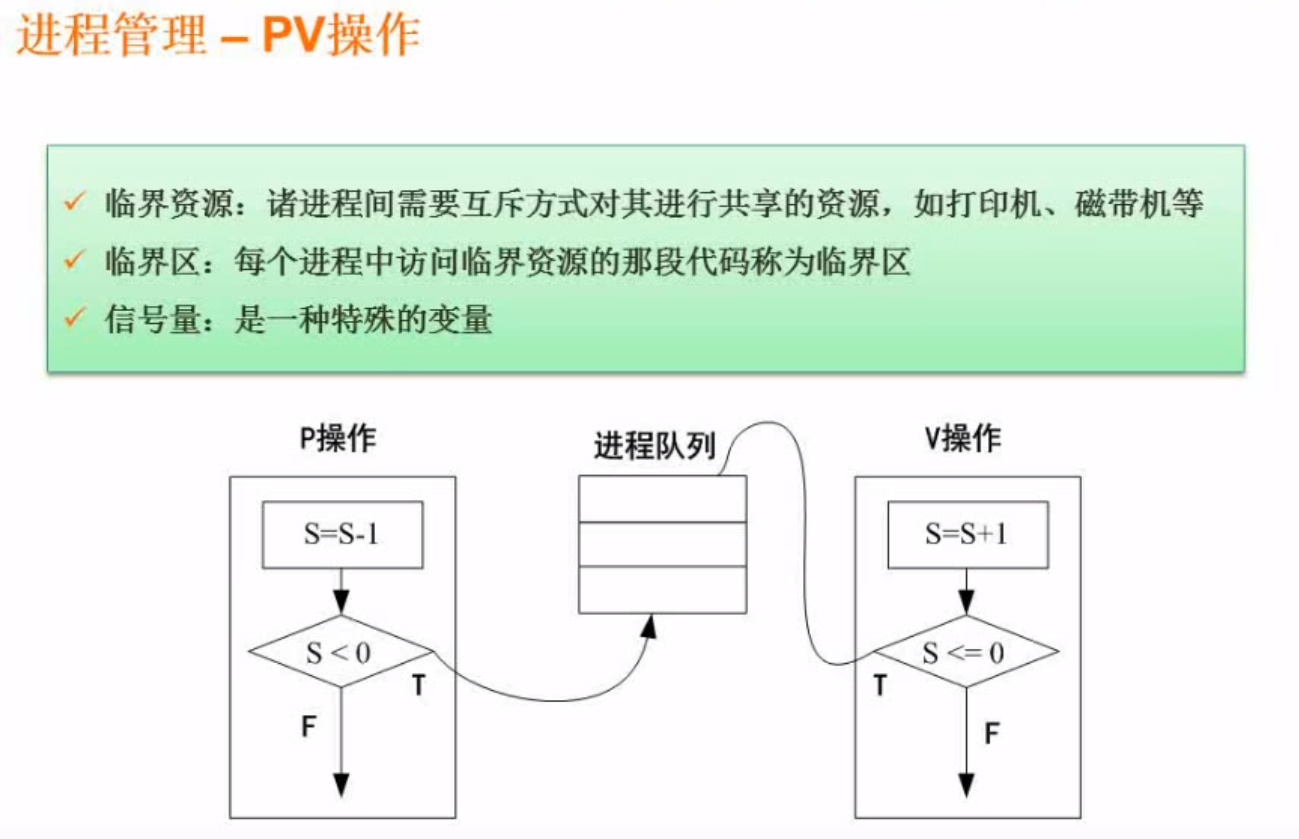 进程管理 – PV操作
临界资源：诸进程间需要互斥方式对其进行共享的资源，如打印机、磁带机等
临界区：每个进程中访问临界资源的那段代码称为临界区
信号量：是一种特殊的变量
P操作
S=S-1
S < 0
T
F
进程队列
V操作
S=S+1
S <= 0
T
F